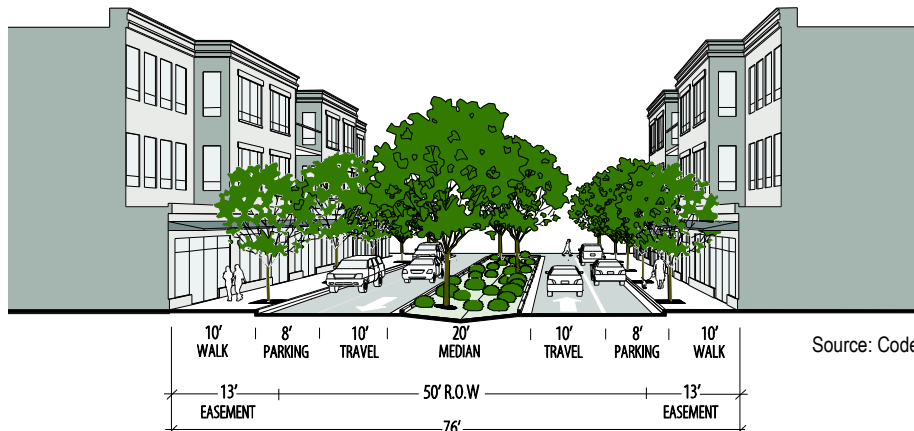 10' 8' 10' 20' 10' 8' 10'
WALK PARKING TRAVEL MEDIAN TRAVEL PARKING WALK
Source: Code
13' 50' R.O.W 13'
EASEMENT EASEMENT
76'